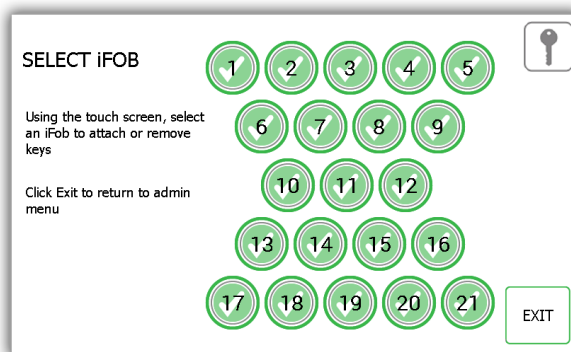 SELECT iFOB
Using the touch screen, select
an iFob to attach or remove
keys
Click Exit to return to admin
menu
1 2 3 4 5
6 7 8 9
10 11 12
13 14 15 16
17 18 19 20 21
EXIT